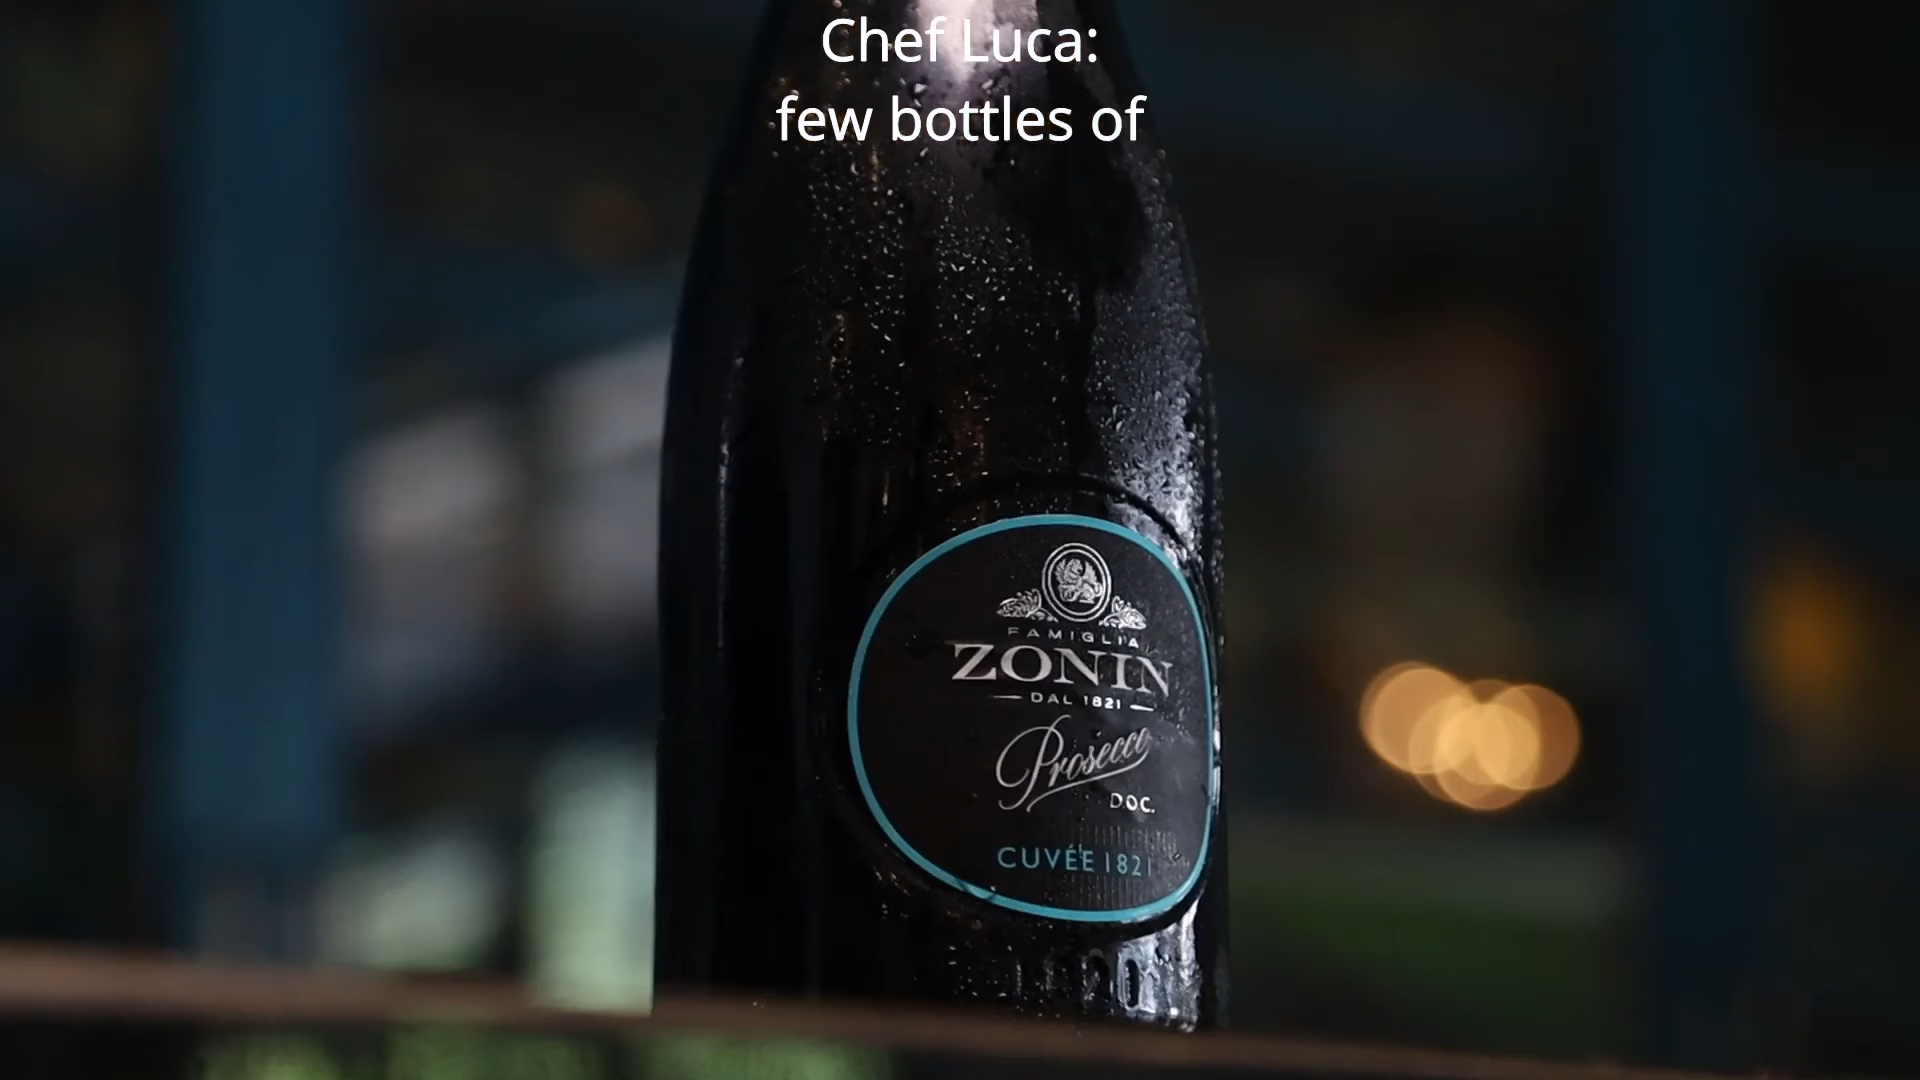 Chef Luca:
few bottles of
FAMIGLIA
ZONIN
DAL 1821
Prosecco
DOC.
CUVÉE 1821